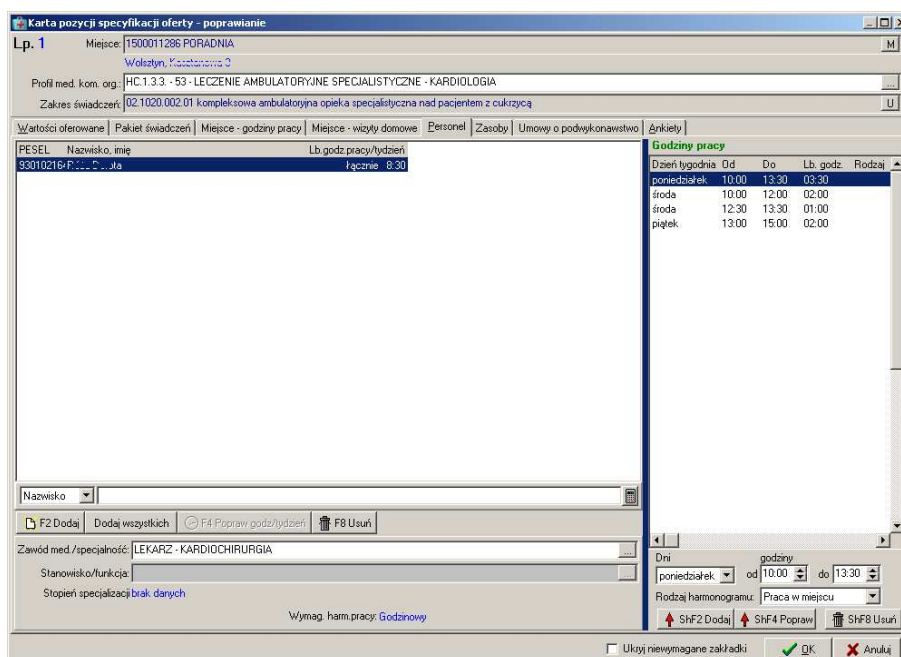 Karta pozycji specyfikacji oferty - poprawianie
Lp. 1 Miejsce: 1500011286 PORADNIA M
Wolsztyn,
Profil med. kom. org.: HC.1.3.3. - 53 - LECZENIE AMBULATORYJNE SPECJALISTYCZNE - KARDIOLOGIA ...
Zakres świadczeń: 02.1020.002.01 kompleksowa ambulatoryjna opieka specjalistyczna nad pacjentem z cukrzycą U
Wartości oferowane Pakiet świadczeń Miejsce - godziny pracy Miejsce - wizyty domowe Personel Zasoby Umowy o podwykonawstwo Ankiety
PESEL Nazwisko, imię Lb.godz.pracy/tydzień
łącznie 8:30
Godziny pracy
Dzień tygodnia Od Do Lb. godz. Rodzaj
poniedziałek 10:00 13:30 03:30
środa 10:00 12:00 02:00
środa 12:30 13:30 01:00
piątek 13:00 15:00 02:00
Nazwisko
F2 Dodaj Dodaj wszystkich F4 Popraw godz/tydzień F8 Usuń
Zawód med./specjalność: LEKARZ - KARDIOCHIRURGIA ...
Stanowisko/funkcja: ...
Stopień specjalizacji brak danych
Wymag. harm.pracy: Godzinowy
Dni godziny
poniedziałek od 10:00 do 13:30
Rodzaj harmonogramu: Praca w miejscu
ShF2 Dodaj ShF4 Popraw ShF8 Usuń
Ukryj niewymagane zakładki OK Anuluj